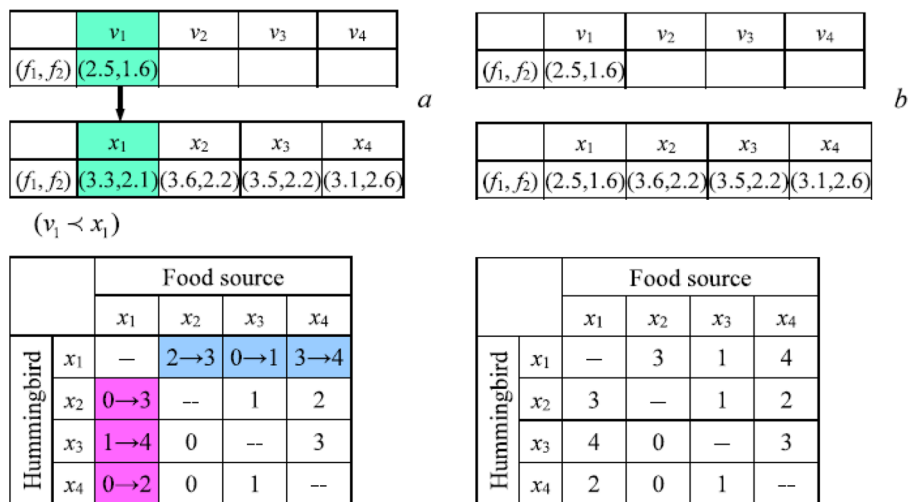 v1 v2 v3 v4
(f1, f2) (2.5,1.6)
a
x1 x2 x3 x4
(f1, f2) (3.3,2.1) (3.6,2.2) (3.5,2.2) (3.1,2.6)
(v1 ≺ x1)
Food source
x1 x2 x3 x4
Hummingbird
x1 — 2→3 0→1 3→4
x2 0→3 -- 1 2
x3 1→4 0 -- 3
x4 0→2 0 1 --
v1 v2 v3 v4
(f1, f2) (2.5,1.6)
b
x1 x2 x3 x4
(f1, f2) (2.5,1.6) (3.6,2.2) (3.5,2.2) (3.1,2.6)
Food source
x1 x2 x3 x4
Hummingbird
x1 — 3 1 4
x2 3 — 1 2
x3 4 0 — 3
x4 2 0 1 --